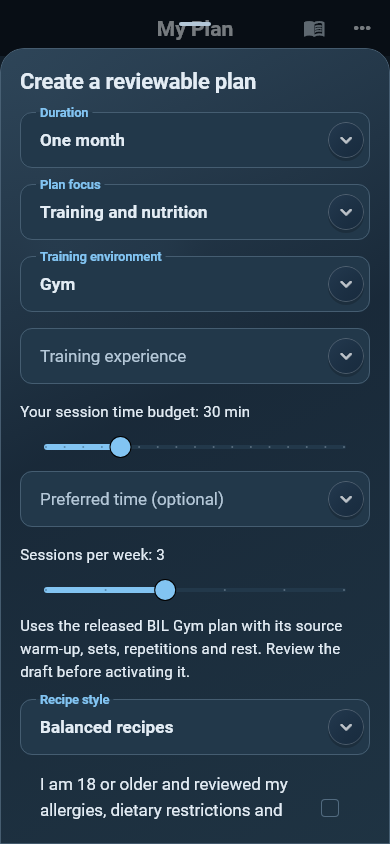 My Plan
Create a reviewable plan
Duration
One month
Plan focus
Training and nutrition
Training environment
Gym
Training experience
Your session time budget: 30 min
Preferred time (optional)
Sessions per week: 3
Uses the released BIL Gym plan with its source
warm-up, sets, repetitions and rest. Review the
draft before activating it.
Recipe style
Balanced recipes
I am 18 or older and reviewed my
allergies, dietary restrictions and